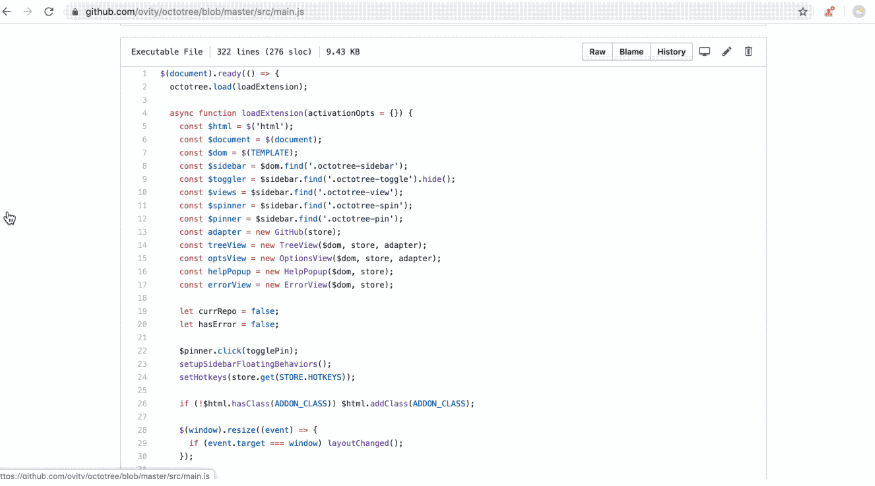 github.com/ovity/octotree/blob/master/src/main.js
Executable File 322 lines (276 sloc) 9.43 KB Raw Blame History
1 $(document).ready(() => {
2 octotree.load(loadExtension);
3
4 async function loadExtension(activationOpts = {}) {
5 const $html = $('html');
6 const $document = $(document);
7 const $dom = $(TEMPLATE);
8 const $sidebar = $dom.find('.octotree-sidebar');
9 const $toggler = $sidebar.find('.octotree-toggle').hide();
10 const $views = $sidebar.find('.octotree-view');
11 const $spinner = $sidebar.find('.octotree-spin');
12 const $pinner = $sidebar.find('.octotree-pin');
13 const adapter = new GitHub(store);
14 const treeView = new TreeView($dom, store, adapter);
15 const optsView = new OptionsView($dom, store, adapter);
16 const helpPopup = new HelpPopup($dom, store);
17 const errorView = new ErrorView($dom, store);
18
19 let currRepo = false;
20 let hasError = false;
21
22 $pinner.click(togglePin);
23 setupSidebarFloatingBehaviors();
24 setHotkeys(store.get(STORE.HOTKEYS));
25
26 if (!$html.hasClass(ADDON_CLASS)) $html.addClass(ADDON_CLASS);
27
28 $(window).resize((event) => {
29 if (event.target === window) layoutChanged();
30 });
31
ttps://github.com/ovity/octotree/blob/master/src/main.js